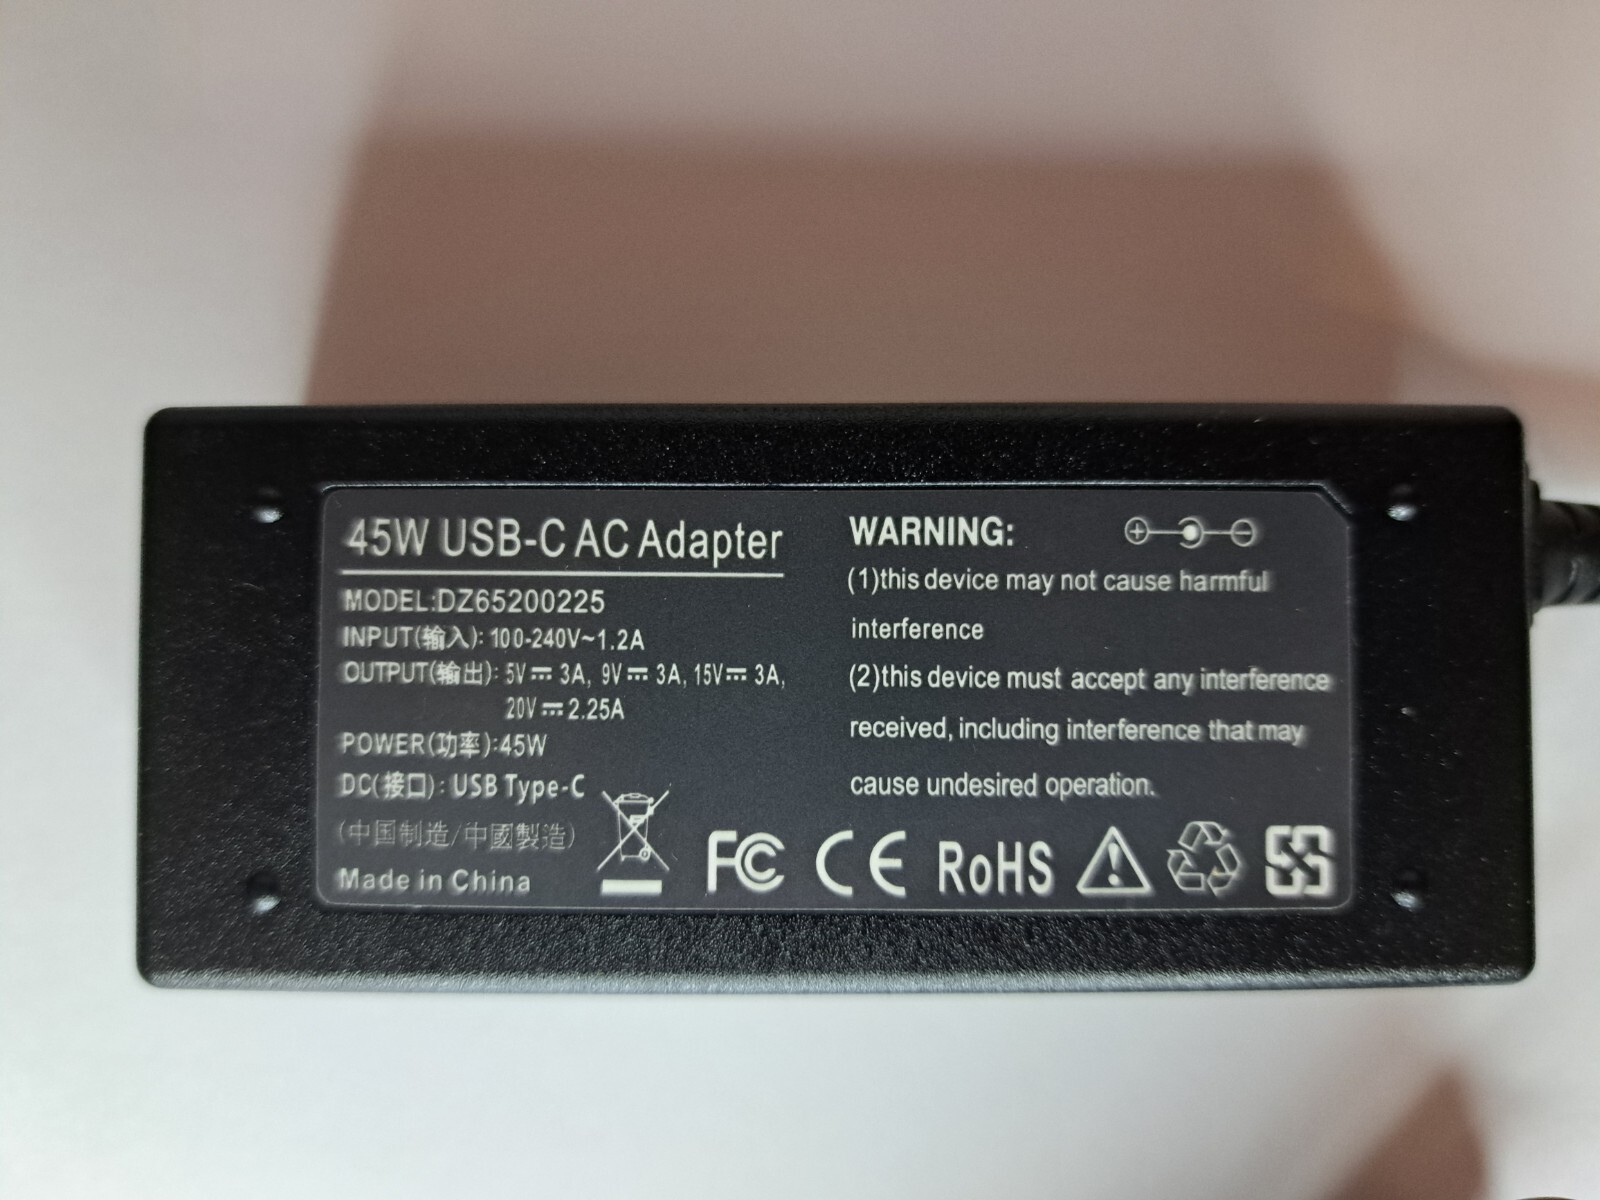 45W USB-C AC Adapter
MODEL:DZ65200225
INPUT(输入): 100-240V~1.2A
OUTPUT(输出): 5V⎓3A, 9V⎓3A, 15V⎓3A,
20V⎓2.25A
POWER(功率):45W
DC(接口): USB Type-C
(中国制造/中國製造)
Made in China
WARNING:
(1)this device may not cause harmful
interference
(2)this device must accept any interference
received, including interference that may
cause undesired operation.
FC CE RoHS